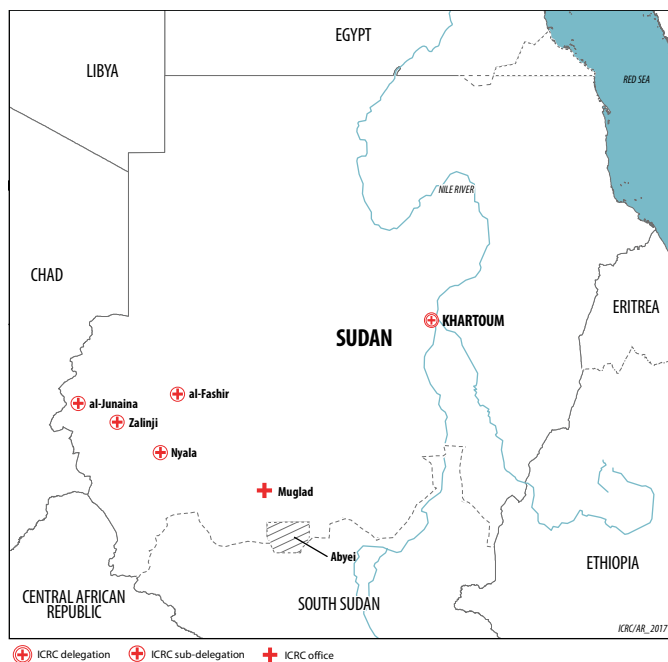 EGYPT
LIBYA
RED SEA
NILE RIVER
CHAD
ERITREA
KHARTOUM
SUDAN
al-Fashir
al-Junaina
Zalinji
Nyala
Muglad
Abyei
ETHIOPIA
CENTRAL AFRICAN
REPUBLIC
SOUTH SUDAN
ICRC/AR_2017
ICRC delegation ICRC sub-delegation ICRC office